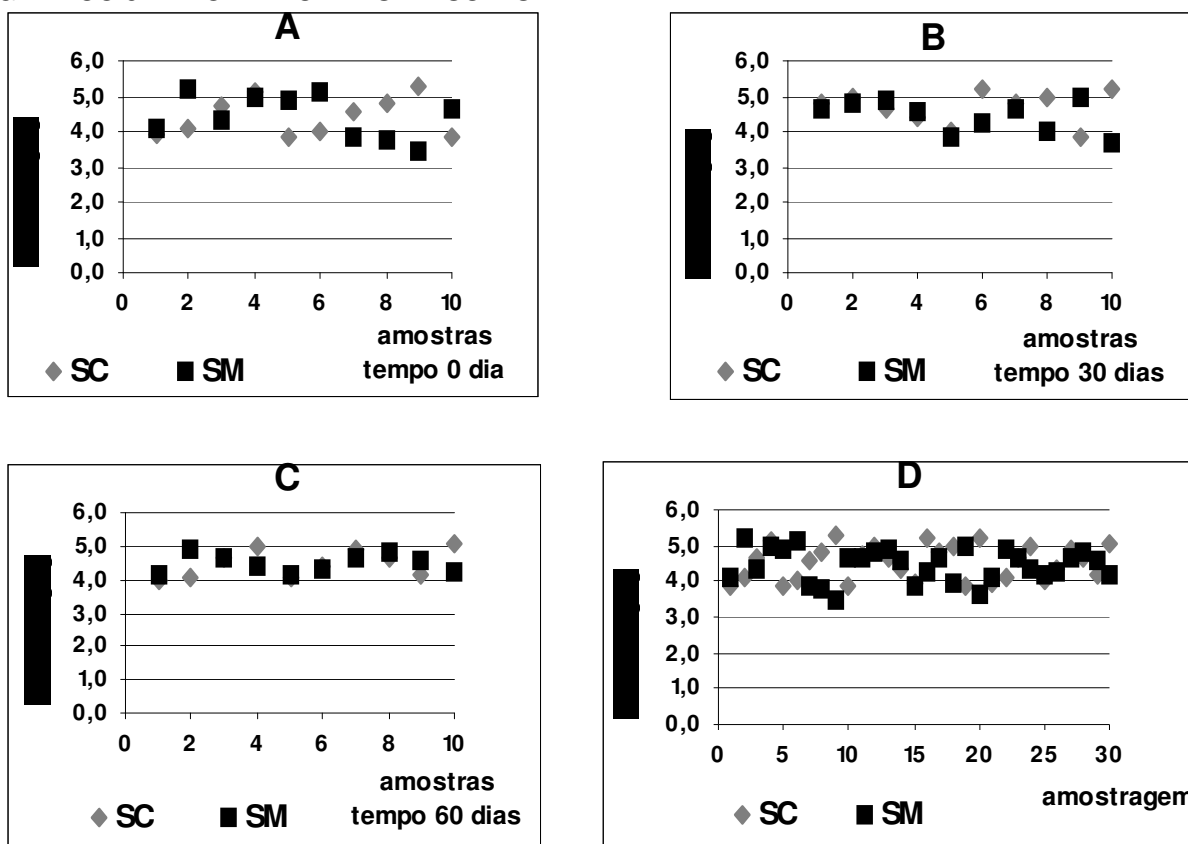 A
6,0
5,0
4,0
3,0
2,0
1,0
0,0
0 2 4 6 8 10
amostras
SC SM tempo 0 dia
B
6,0
5,0
4,0
3,0
2,0
1,0
0,0
0 2 4 6 8 10
amostras
SC SM tempo 30 dias
C
6,0
5,0
4,0
3,0
2,0
1,0
0,0
0 2 4 6 8 10
amostras
SC SM tempo 60 dias
D
6,0
5,0
4,0
3,0
2,0
1,0
0,0
0 5 10 15 20 25 30
amostragem
SC SM